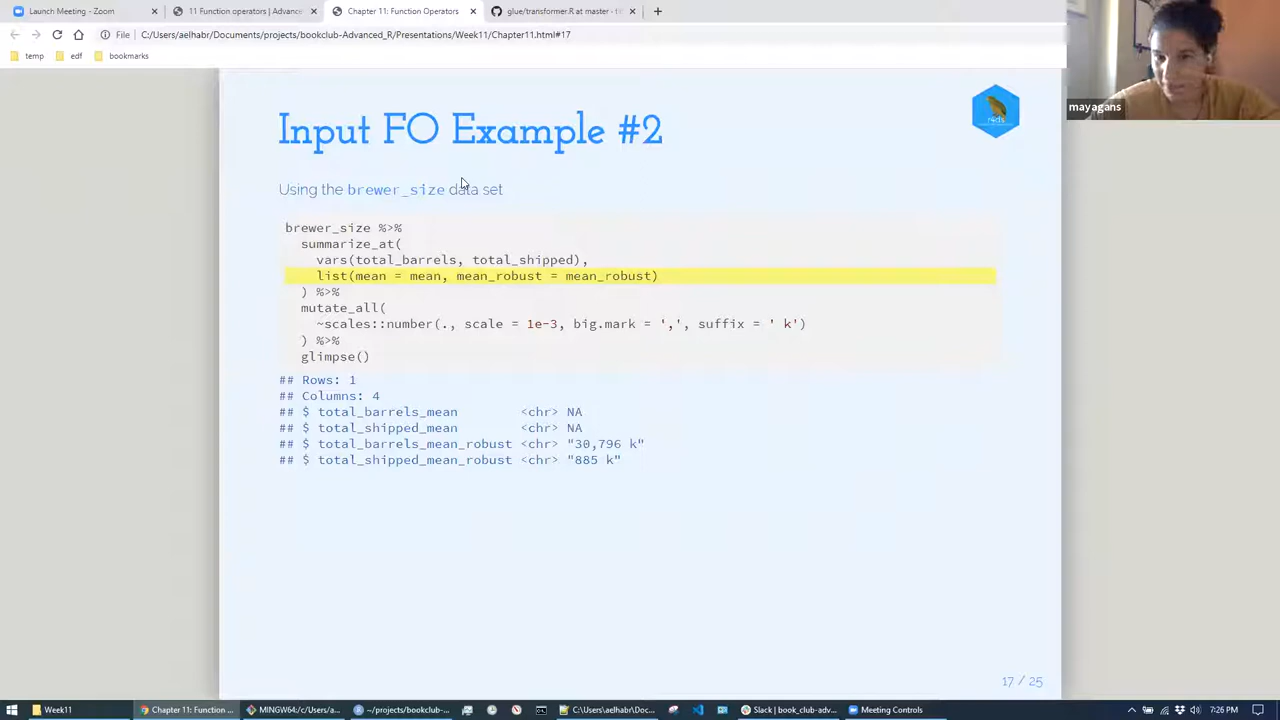 Launch Meeting - Zoom
11 Function operators | Advance
Chapter 11: Function Operators
glue/transformer.R at master · ti
File
C:/Users/aelhabr/Documents/projects/bookclub-Advanced_R/Presentations/Week11/Chapter11.html#17
temp
edf
bookmarks
mayagans
Input FO Example #2
r4ds
Using the brewer_size data set
brewer_size %>%
summarize_at(
vars(total_barrels, total_shipped),
list(mean = mean, mean_robust = mean_robust)
) %>%
mutate_all(
~scales::number(., scale = 1e-3, big.mark = ',', suffix = ' k')
) %>%
glimpse()
## Rows: 1
## Columns: 4
## $ total_barrels_mean <chr> NA
## $ total_shipped_mean <chr> NA
## $ total_barrels_mean_robust <chr> "30,796 k"
## $ total_shipped_mean_robust <chr> "885 k"
17 / 25
Week11
Chapter 11: Function ...
MINGW64:/c/Users/a...
~/projects/bookclub-...
C:\Users\aelhabr\Doc...
Slack | book_club-adv...
Meeting Controls
7:26 PM